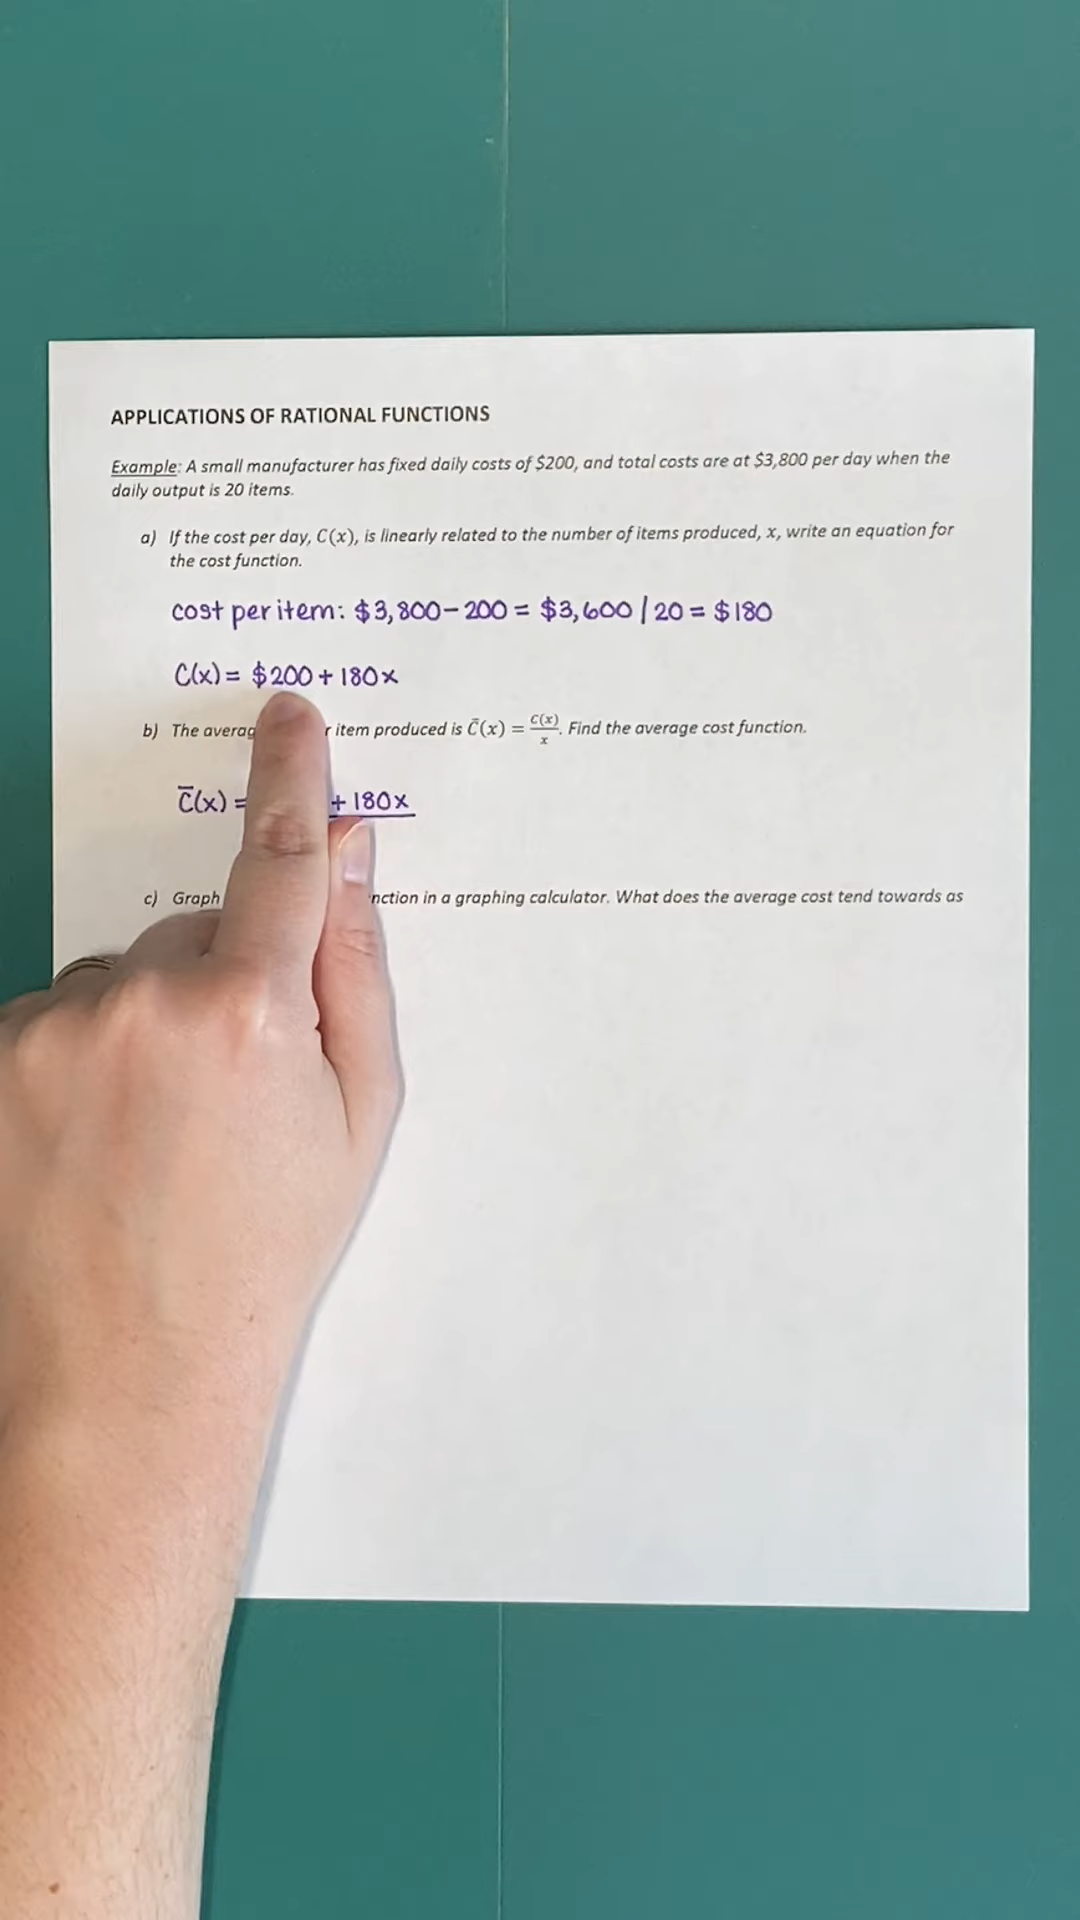 APPLICATIONS OF RATIONAL FUNCTIONS
Example: A small manufacturer has fixed daily costs of $200, and total costs are at $3,800 per day when the
daily output is 20 items.
a) If the cost per day, C(x), is linearly related to the number of items produced, x, write an equation for
the cost function.
cost per item: $3,800-200 = $3,600/20 = $180
C(x) = $200+180x
b) The item produced is C̄(x) = C(x)/x. Find the average cost function.
C̄(x) = +180x
c) Graph in a graphing calculator. What does the average cost tend towards as